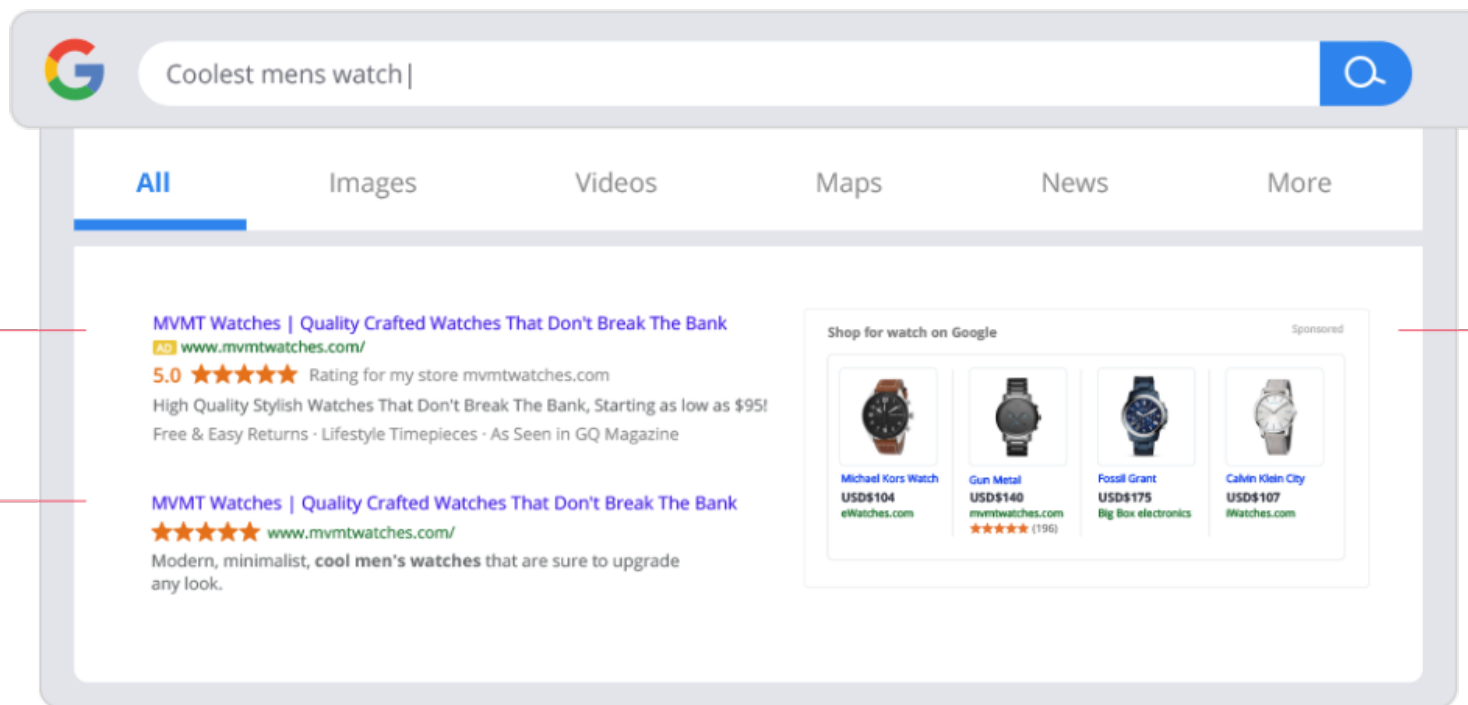 Coolest mens watch
All Images Videos Maps News More
MVMT Watches | Quality Crafted Watches That Don't Break The Bank
AD www.mvmtwatches.com/
5.0 Rating for my store mvmtwatches.com
High Quality Stylish Watches That Don't Break The Bank, Starting as low as $95!
Free & Easy Returns · Lifestyle Timepieces · As Seen in GQ Magazine
MVMT Watches | Quality Crafted Watches That Don't Break The Bank
www.mvmtwatches.com/
Modern, minimalist, cool men's watches that are sure to upgrade
any look.
Shop for watch on Google Sponsored
Michael Kors Watch
USD$104
eWatches.com
Gun Metal
USD$140
mvmtwatches.com
(196)
Fossil Grant
USD$175
Big Box electronics
Calvin Klein City
USD$107
iWatches.com